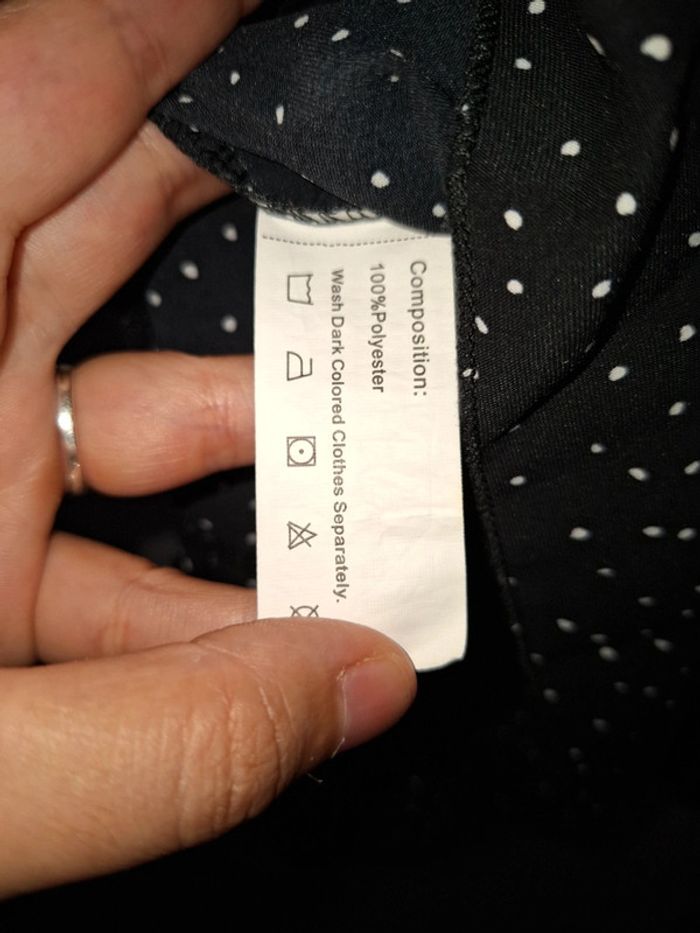 Composition:
100%Polyester
Wash Dark Colored Clothes Separately.